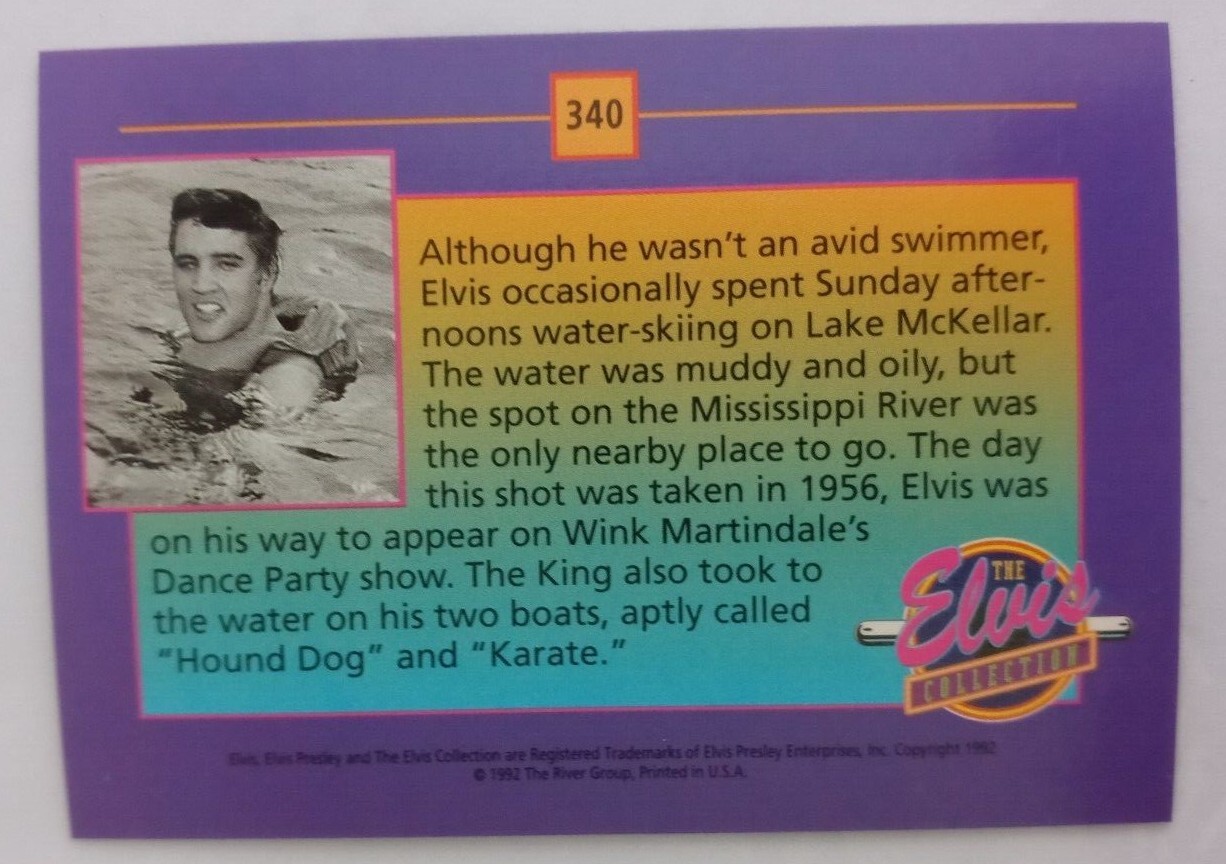 340
Although he wasn't an avid swimmer,
Elvis occasionally spent Sunday after-
noons water-skiing on Lake McKellar.
The water was muddy and oily, but
the spot on the Mississippi River was
the only nearby place to go. The day
this shot was taken in 1956, Elvis was
on his way to appear on Wink Martindale's
Dance Party show. The King also took to
the water on his two boats, aptly called
"Hound Dog" and "Karate."
THE
Elvis
COLLECTION
Elvis, Elvis Presley and The Elvis Collection are Registered Trademarks of Elvis Presley Enterprises, Inc. Copyright 1992
© 1992 The River Group, Printed in U.S.A.